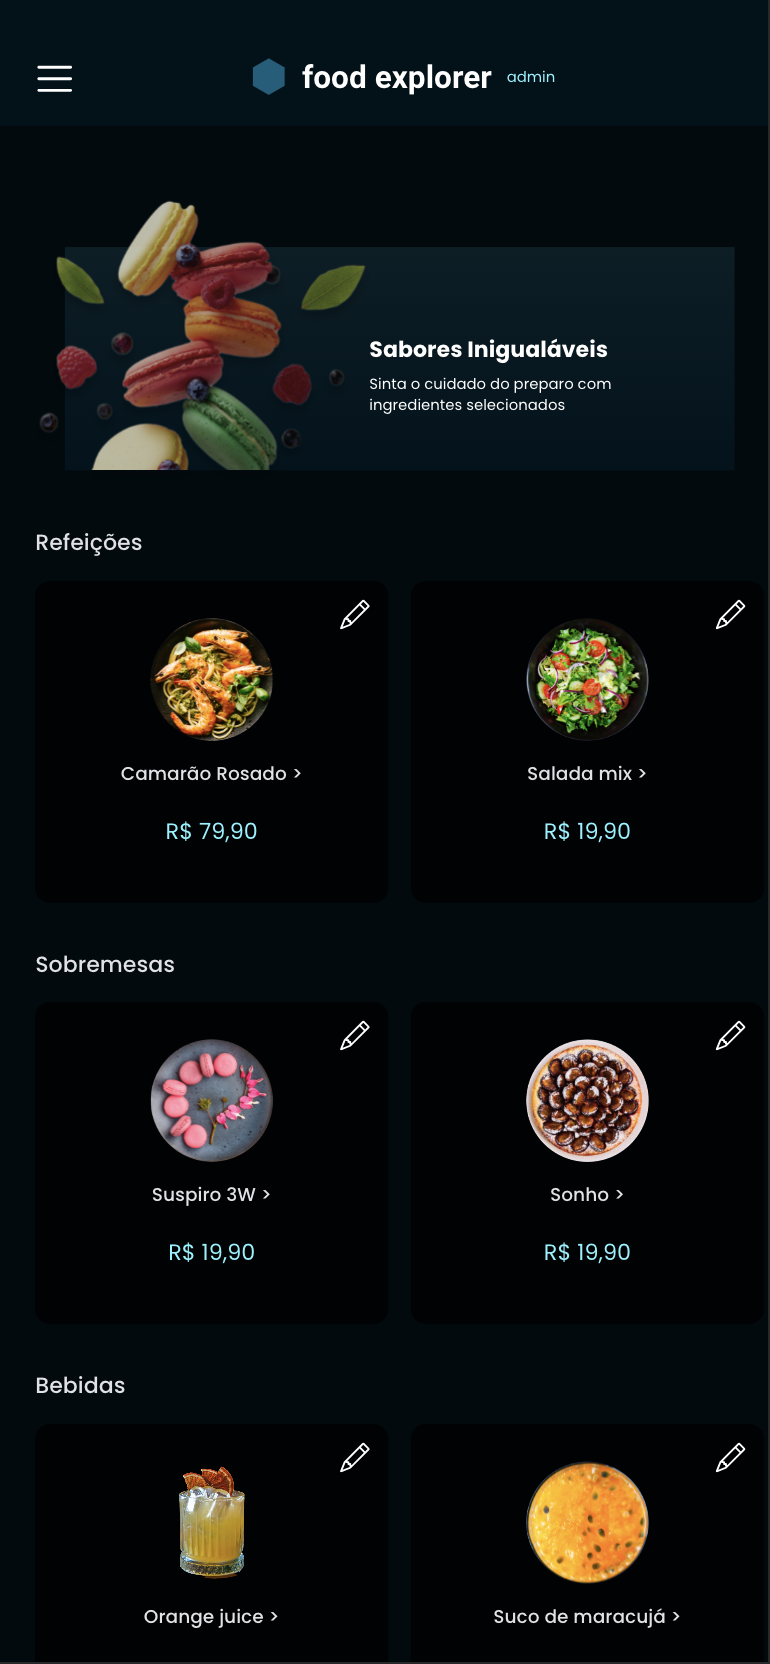 food explorer admin
Sabores Inigualáveis
Sinta o cuidado do preparo com
ingredientes selecionados
Refeições
Camarão Rosado >
R$ 79,90
Salada mix >
R$ 19,90
Sobremesas
Suspiro 3W >
R$ 19,90
Sonho >
R$ 19,90
Bebidas
Orange juice >
Suco de maracujá >